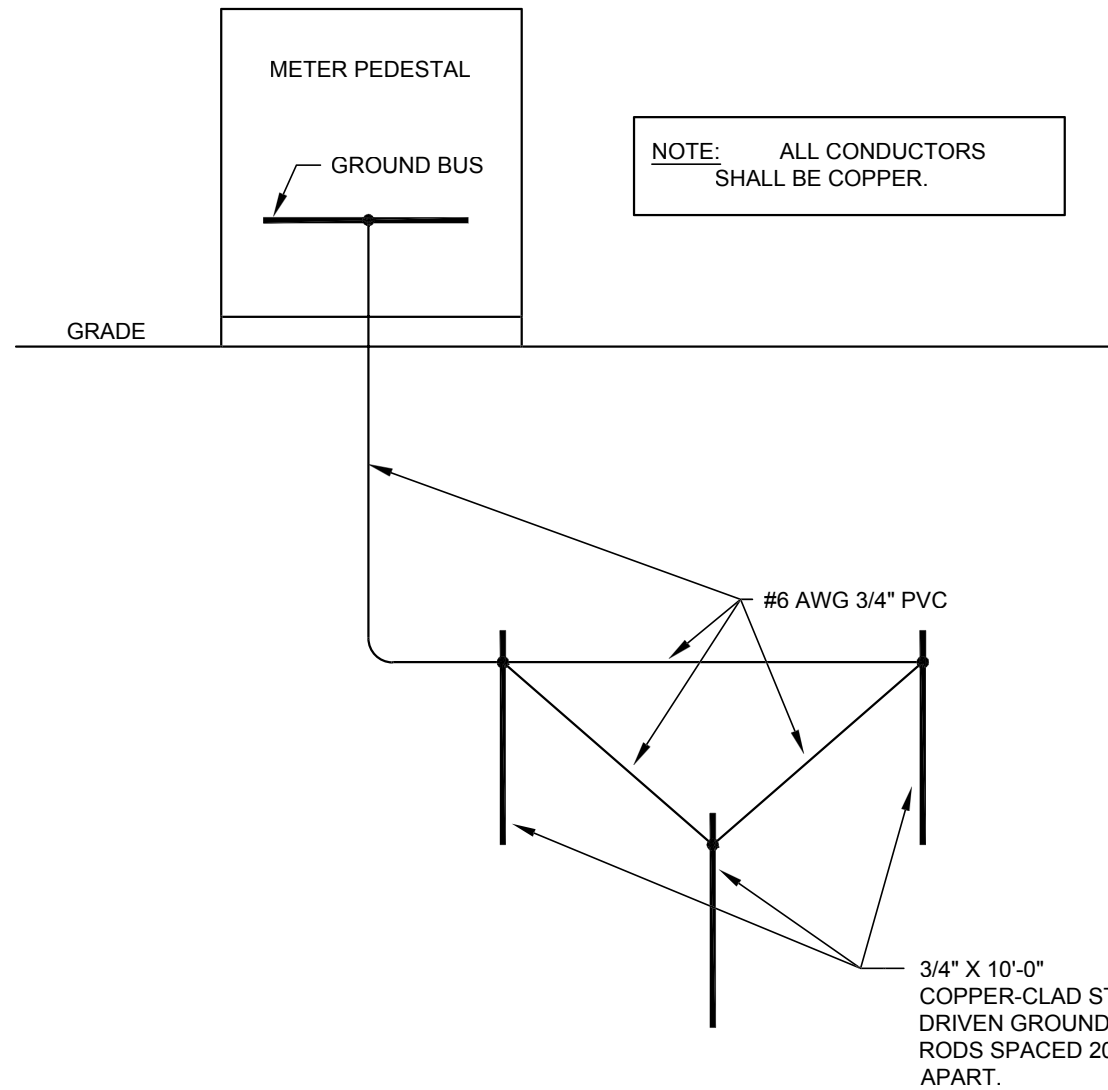 METER PEDESTAL
GROUND BUS
NOTE: ALL CONDUCTORS
SHALL BE COPPER.
GRADE
#6 AWG 3/4" PVC
3/4" X 10'-0"
COPPER-CLAD
DRIVEN GROUND
RODS SPACED
APART.